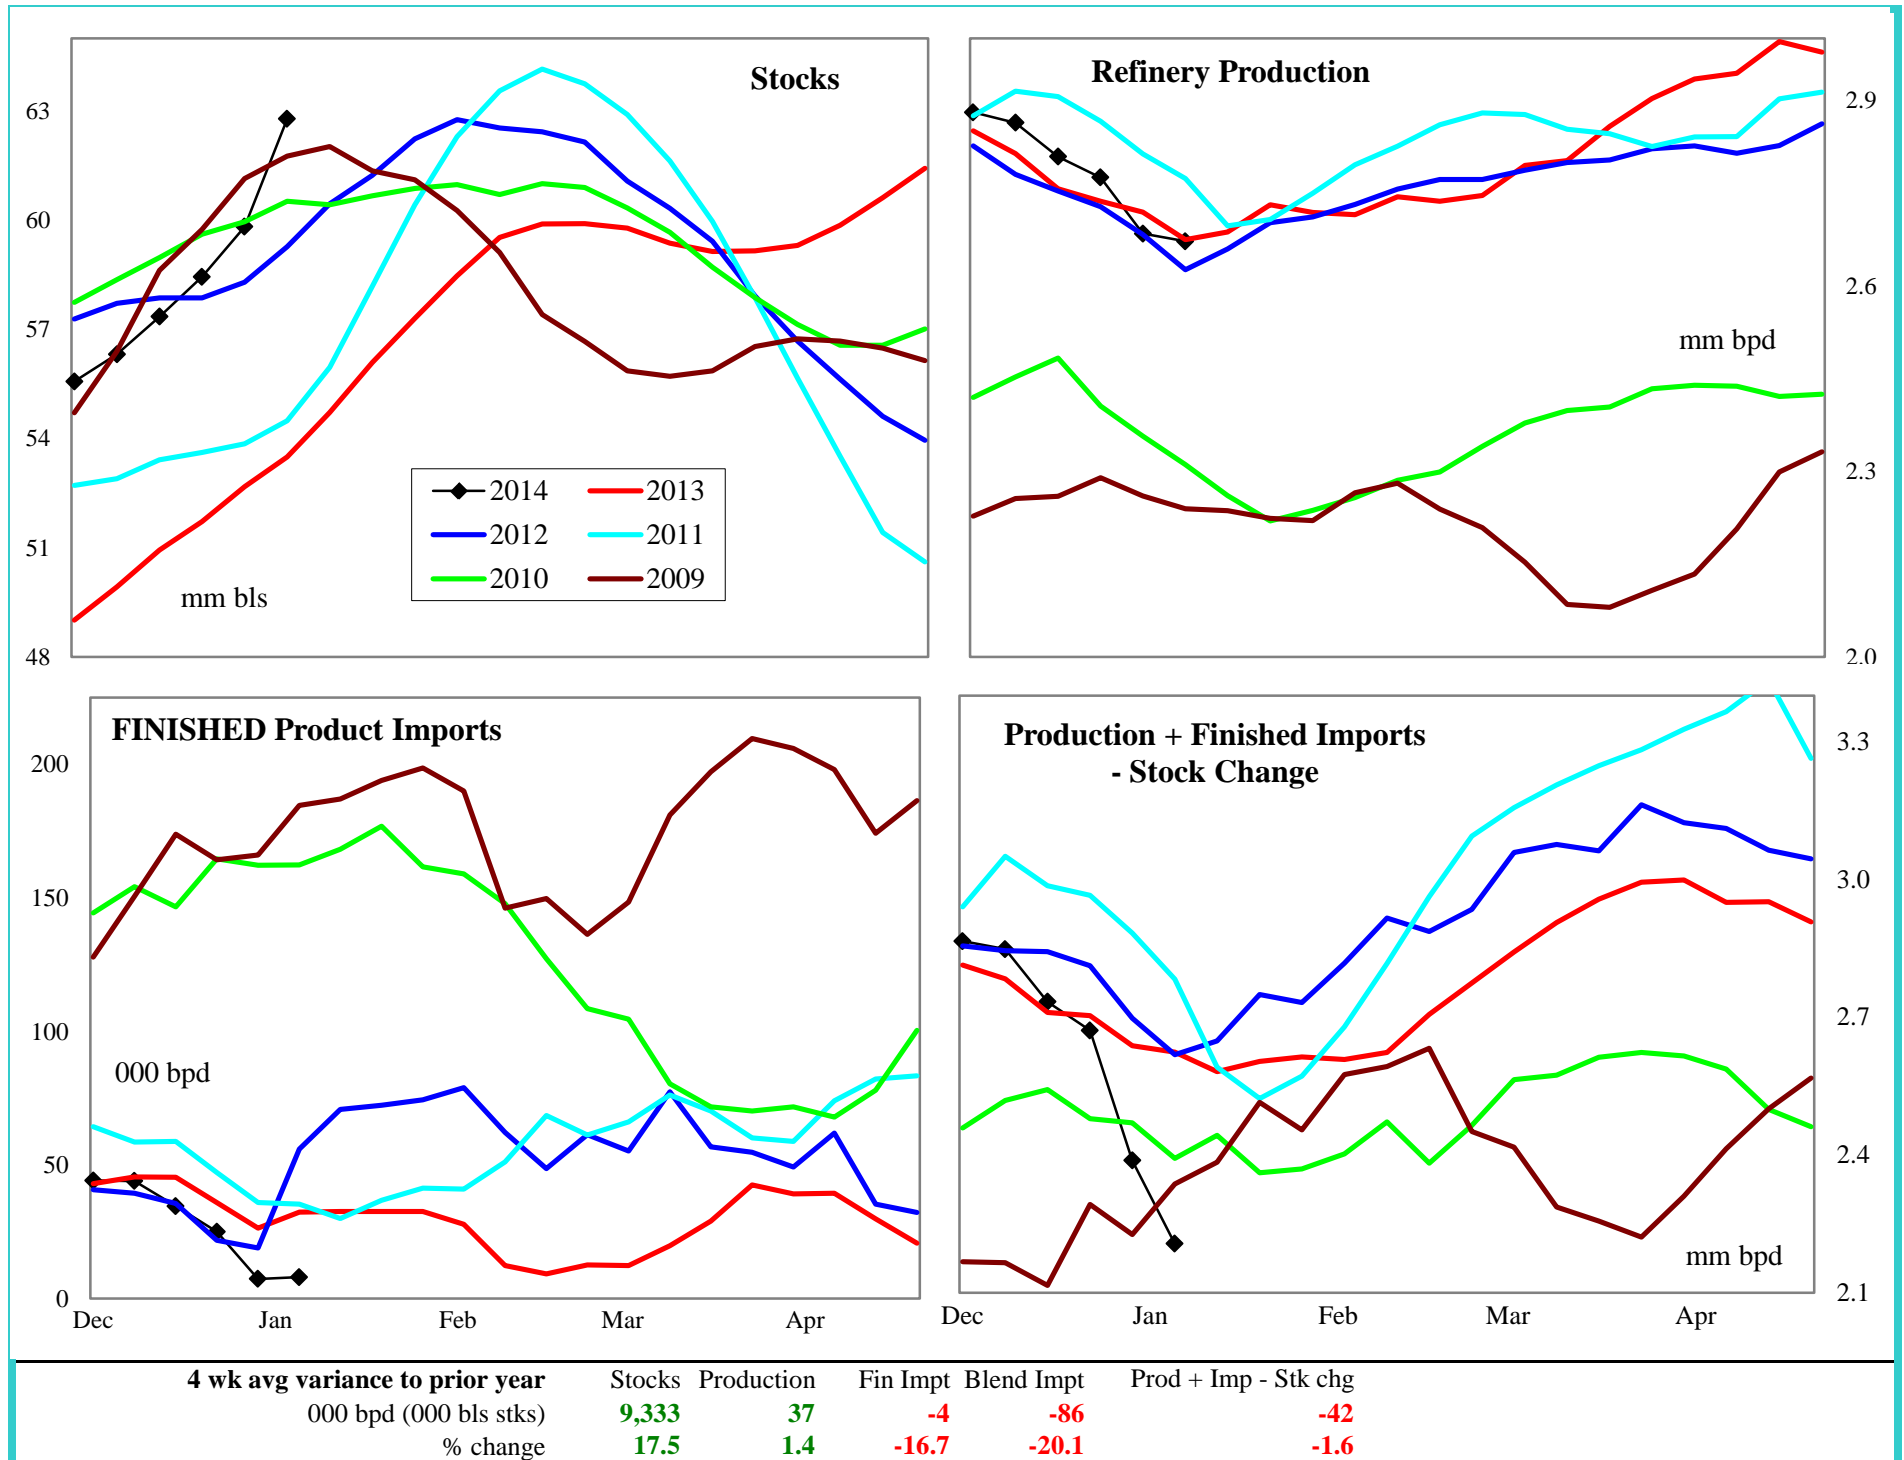 Stocks
63
60
57
54
51
48
mm bls
2014 2013
2012 2011
2010 2009
Refinery Production
2.9
2.6
2.3
2.0
mm bpd
FINISHED Product Imports
200
150
100
50
0
000 bpd
Dec Jan Feb Mar Apr
Production + Finished Imports
- Stock Change
3.3
3.0
2.7
2.4
2.1
mm bpd
Dec Jan Feb Mar Apr
4 wk avg variance to prior year Stocks Production Fin Impt Blend Impt Prod + Imp - Stk chg
000 bpd (000 bls stks) 9,333 37 -4 -86 -42
% change 17.5 1.4 -16.7 -20.1 -1.6